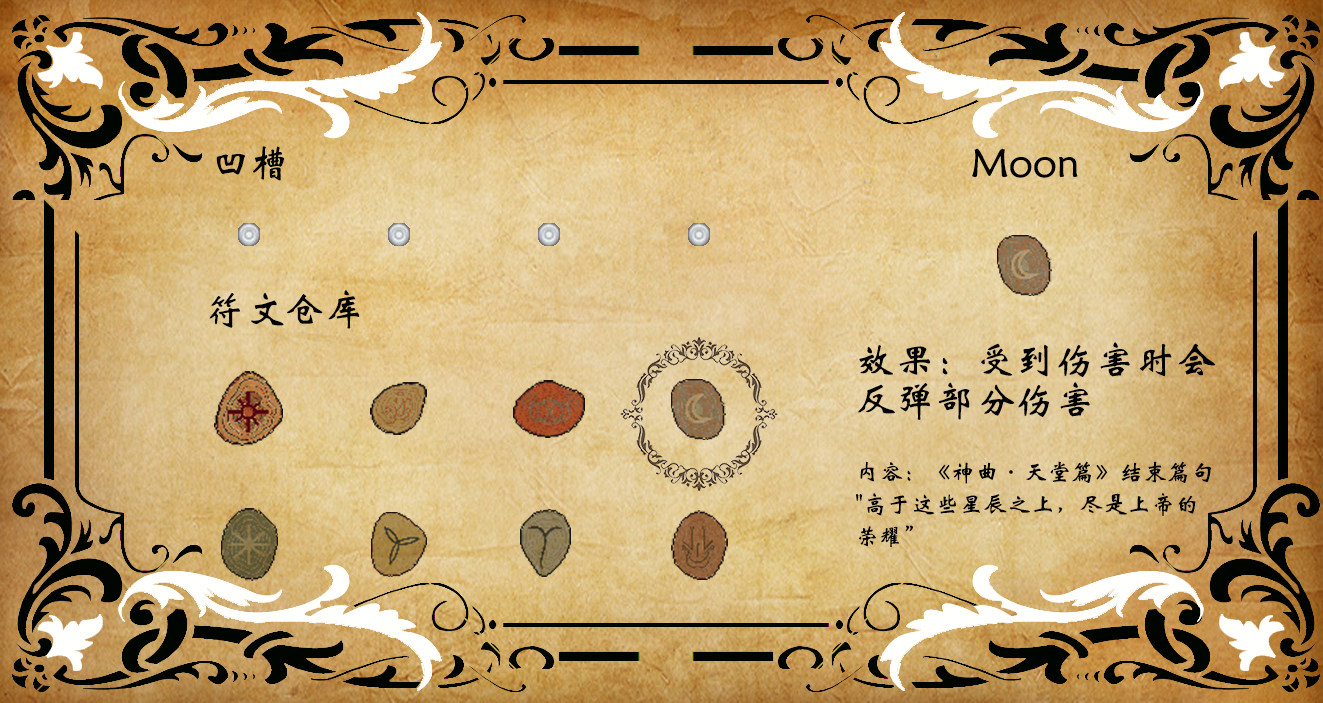 凹槽
符文仓库
Moon
效果：受到伤害时会
反弹部分伤害
内容：《神曲·天堂篇》结束篇句
"高于这些星辰之上，尽是上帝的
荣耀”